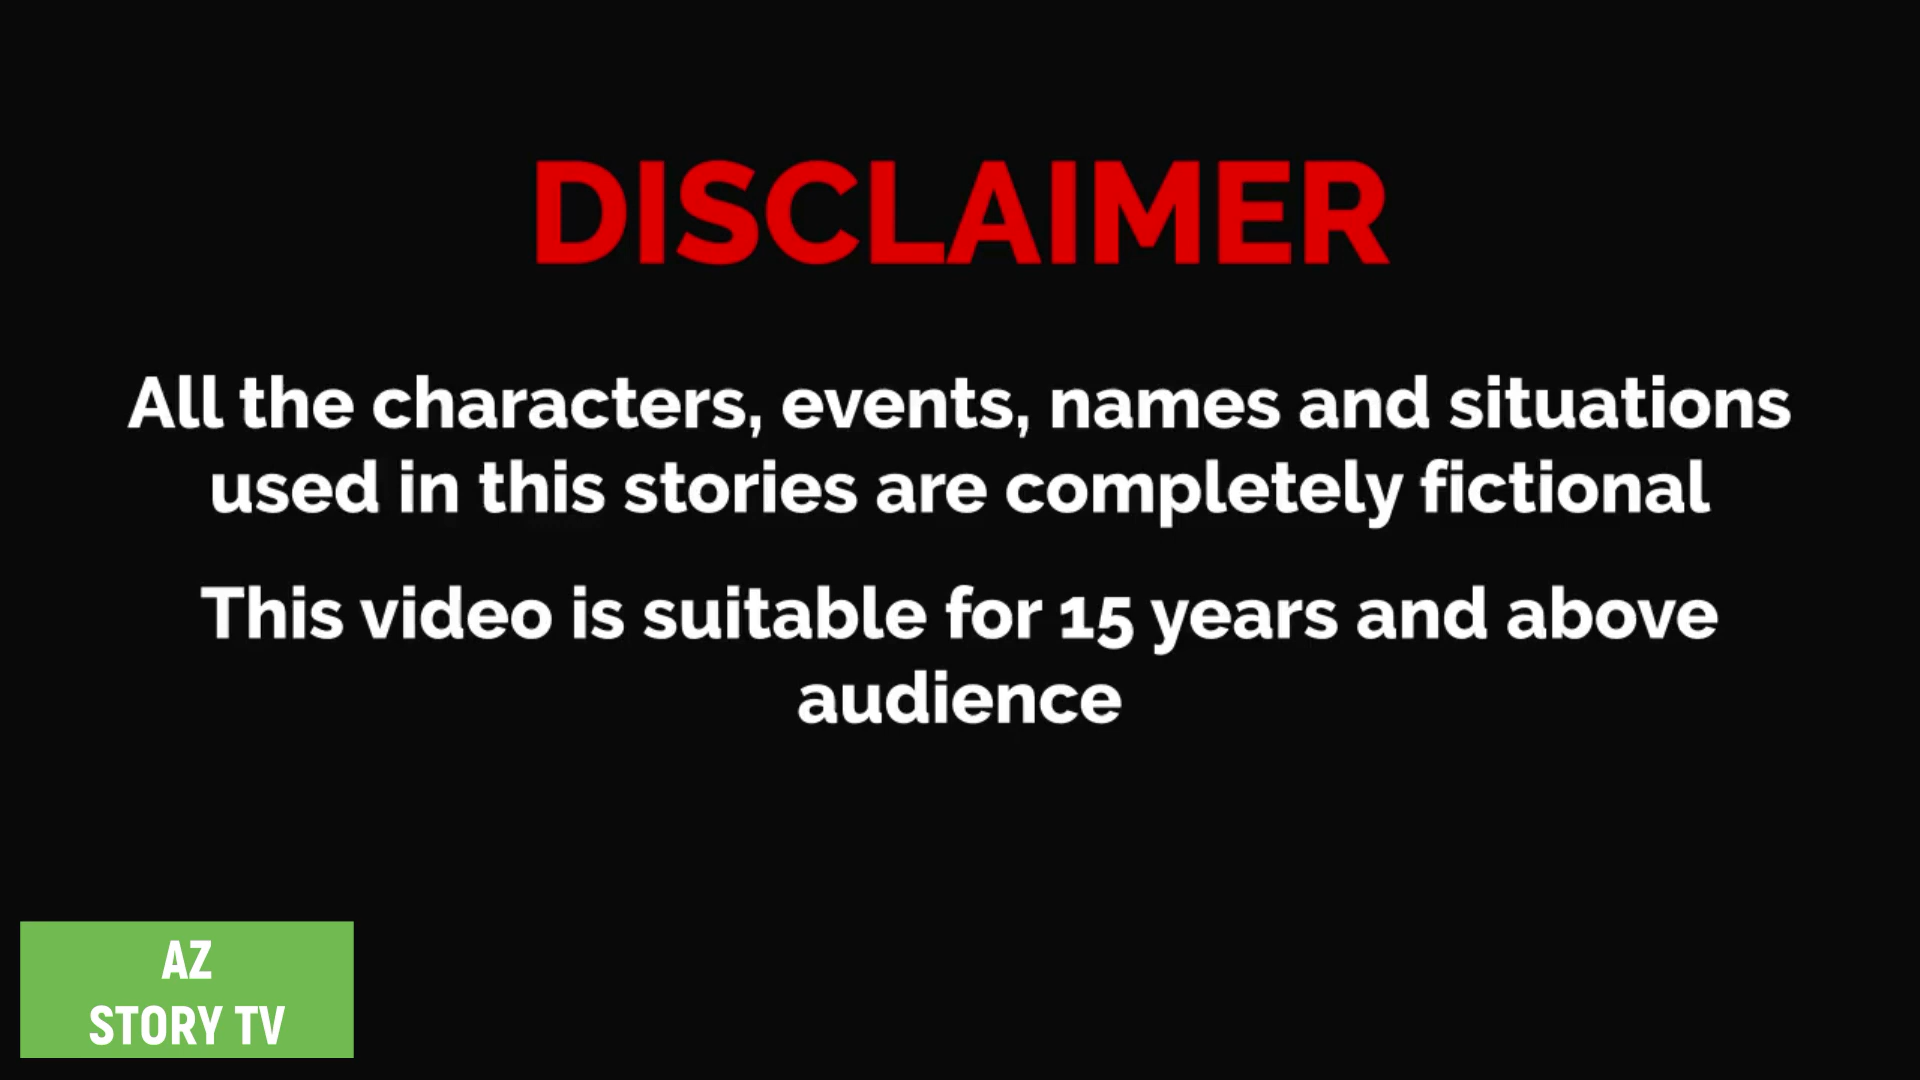 DISCLAIMER
All the characters, events, names and situations
used in this stories are completely fictional
This video is suitable for 15 years and above
audience
AZ
STORY TV